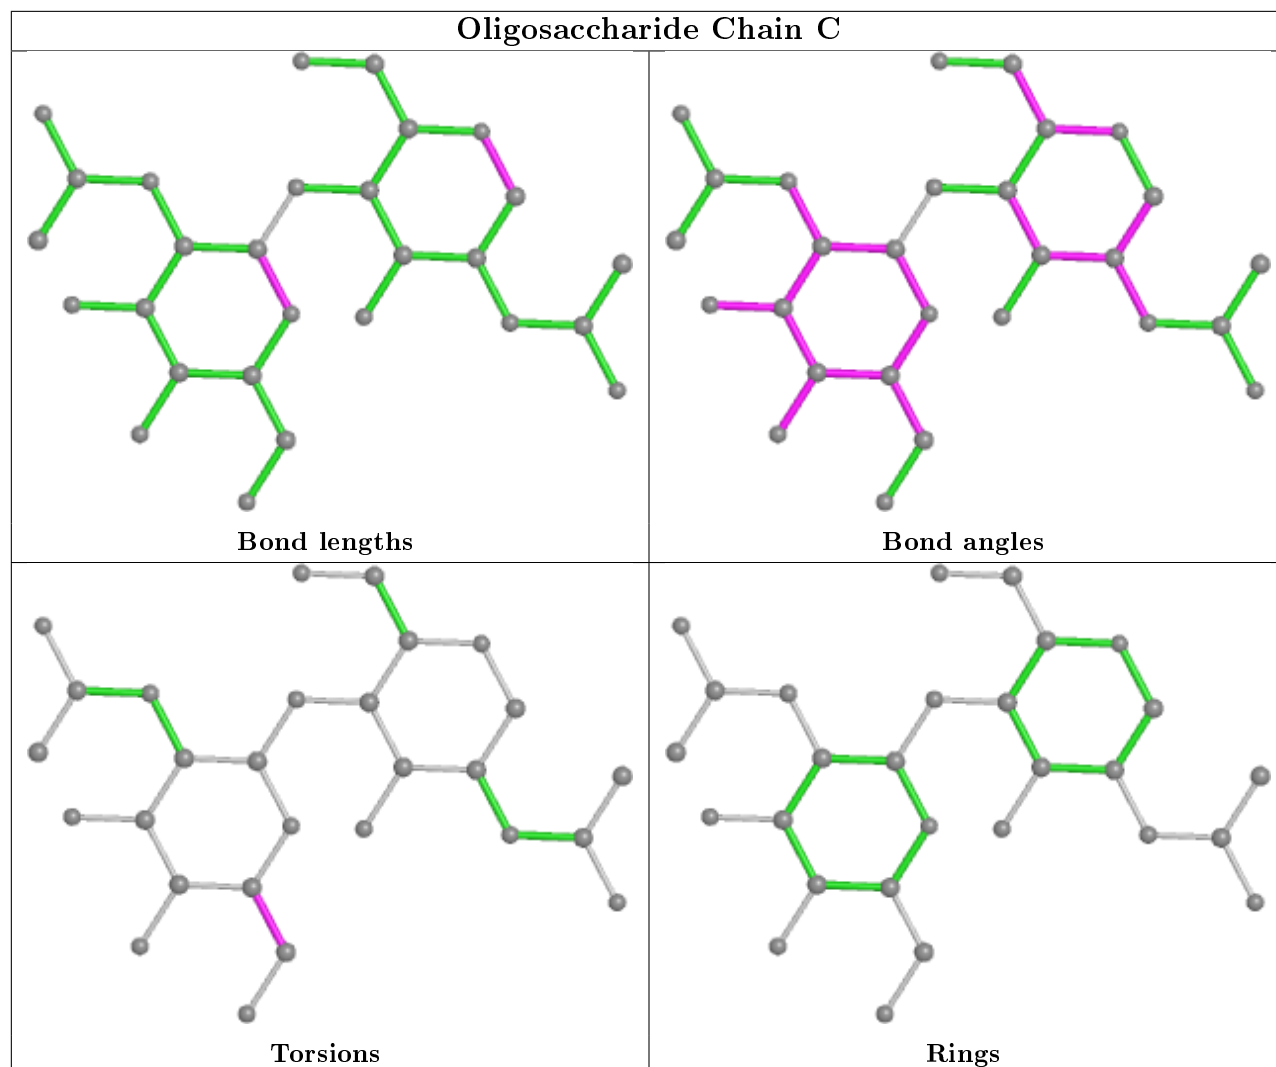 Oligosaccharide Chain C
Bond lengths
Bond angles
Torsions
Rings